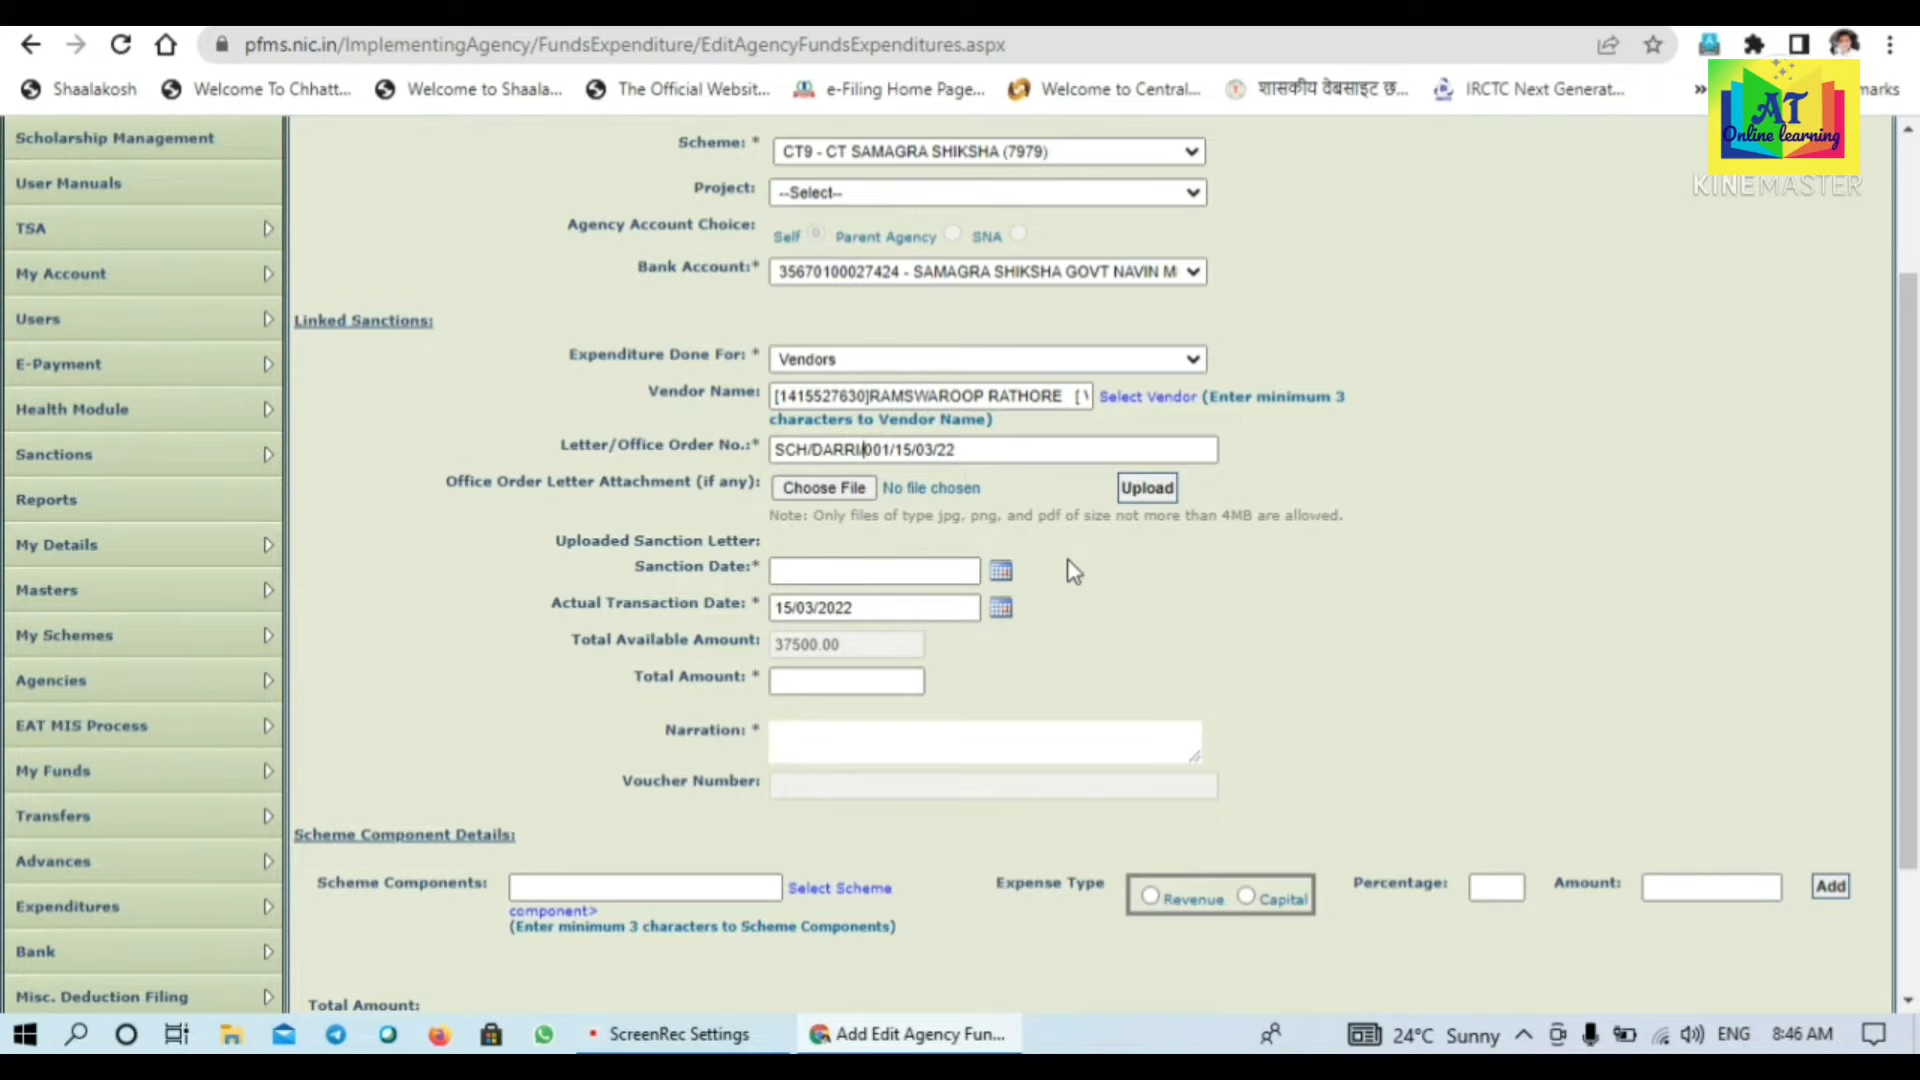 pfms.nic.in/ImplementingAgency/FundsExpenditure/EditAgencyFundsExpenditures.aspx
Shaalakosh
Welcome To Chhatt...
Welcome to Shaala...
The Official Websit...
e-Filing Home Page...
Welcome to Central...
शासकीय वेबसाइट छ...
IRCTC Next Generat...
»
marks
AT
Online learning
KINEMASTER
Scholarship Management
User Manuals
TSA
My Account
Users
E-Payment
Health Module
Sanctions
Reports
My Details
Masters
My Schemes
Agencies
EAT MIS Process
My Funds
Transfers
Advances
Expenditures
Bank
Misc. Deduction Filing
Scheme: * CT9 - CT SAMAGRA SHIKSHA (7979)
Project: --Select--
Agency Account Choice: Self Parent Agency SNA
Bank Account:* 35670100027424 - SAMAGRA SHIKSHA GOVT NAVIN M
Linked Sanctions:
Expenditure Done For: * Vendors
Vendor Name: [1415527630]RAMSWAROOP RATHORE [ Select Vendor (Enter minimum 3
characters to Vendor Name)
Letter/Office Order No.:* SCH/DARRI/001/15/03/22
Office Order Letter Attachment (if any): Choose File No file chosen Upload
Note: Only files of type jpg, png, and pdf of size not more than 4MB are allowed.
Uploaded Sanction Letter:
Sanction Date:*
Actual Transaction Date: * 15/03/2022
Total Available Amount: 37500.00
Total Amount: *
Narration: *
Voucher Number:
Scheme Component Details:
Scheme Components: Select Scheme
component>
(Enter minimum 3 characters to Scheme Components)
Expense Type Revenue Capital Percentage: Amount: Add
Total Amount:
ScreenRec Settings
Add Edit Agency Fun...
24°C Sunny
ENG
8:46 AM